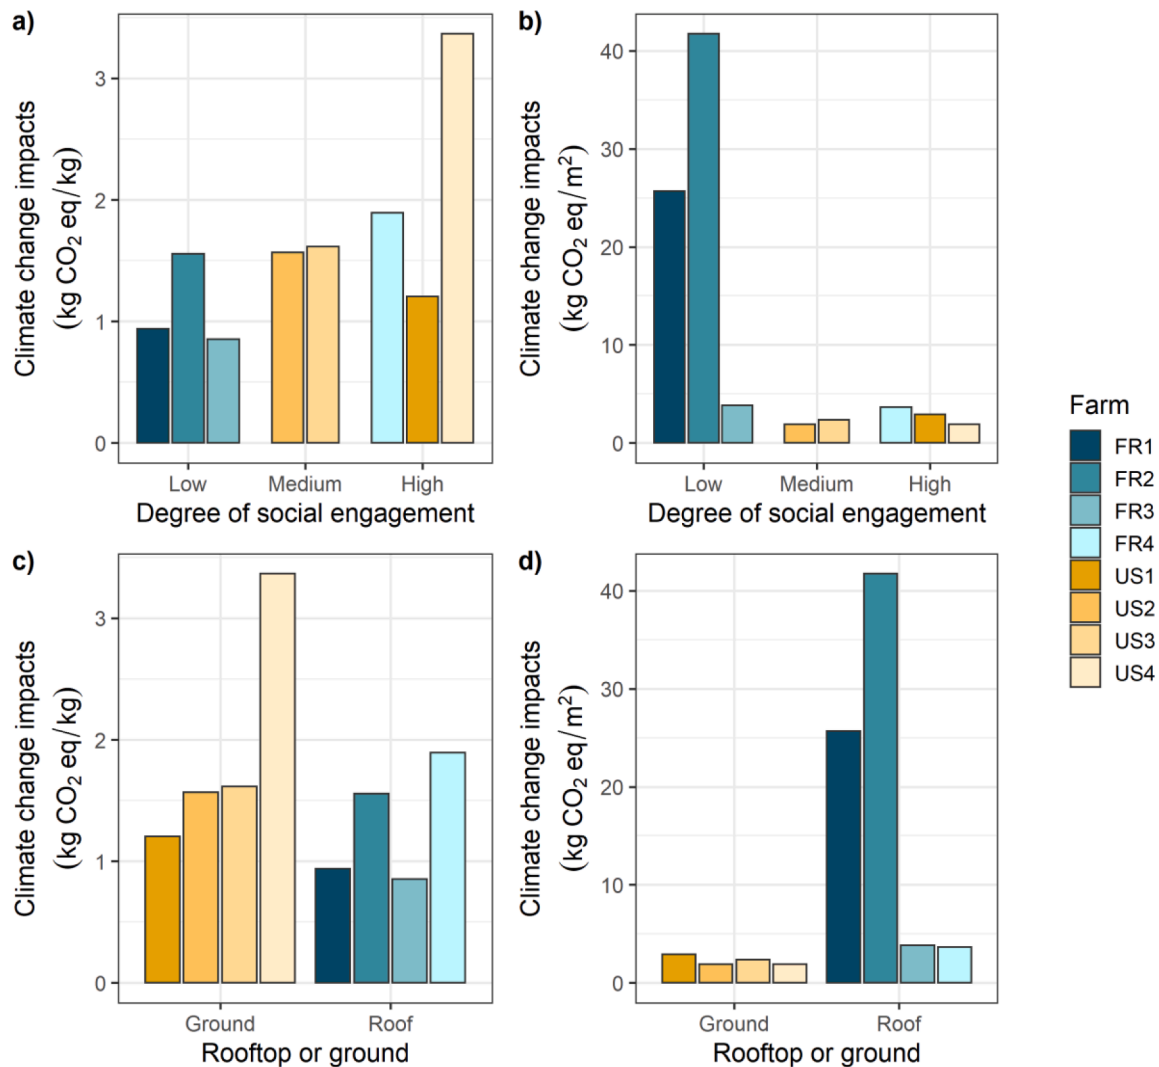 a)
Climate change impacts
(kg CO₂ eq/kg)
3
2
1
0
Low
Medium
High
Degree of social engagement
b)
Climate change impacts
(kg CO₂ eq/m²)
40
30
20
10
0
Low
Medium
High
Degree of social engagement
c)
Climate change impacts
(kg CO₂ eq/kg)
3
2
1
0
Ground
Roof
Rooftop or ground
d)
Climate change impacts
(kg CO₂ eq/m²)
40
30
20
10
0
Ground
Roof
Rooftop or ground
Farm
FR1
FR2
FR3
FR4
US1
US2
US3
US4